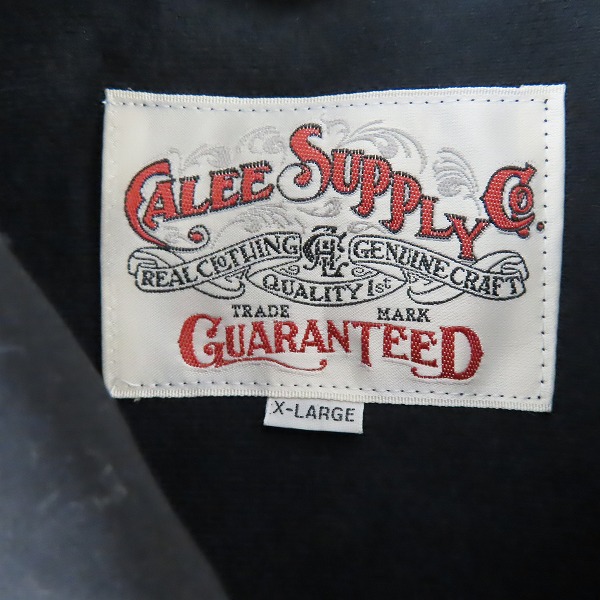 CALEE SUPPLY Co.
REAL CLOTHING GENUINE CRAFT
QUALITY 1st
TRADE MARK
GUARANTEED
X-LARGE